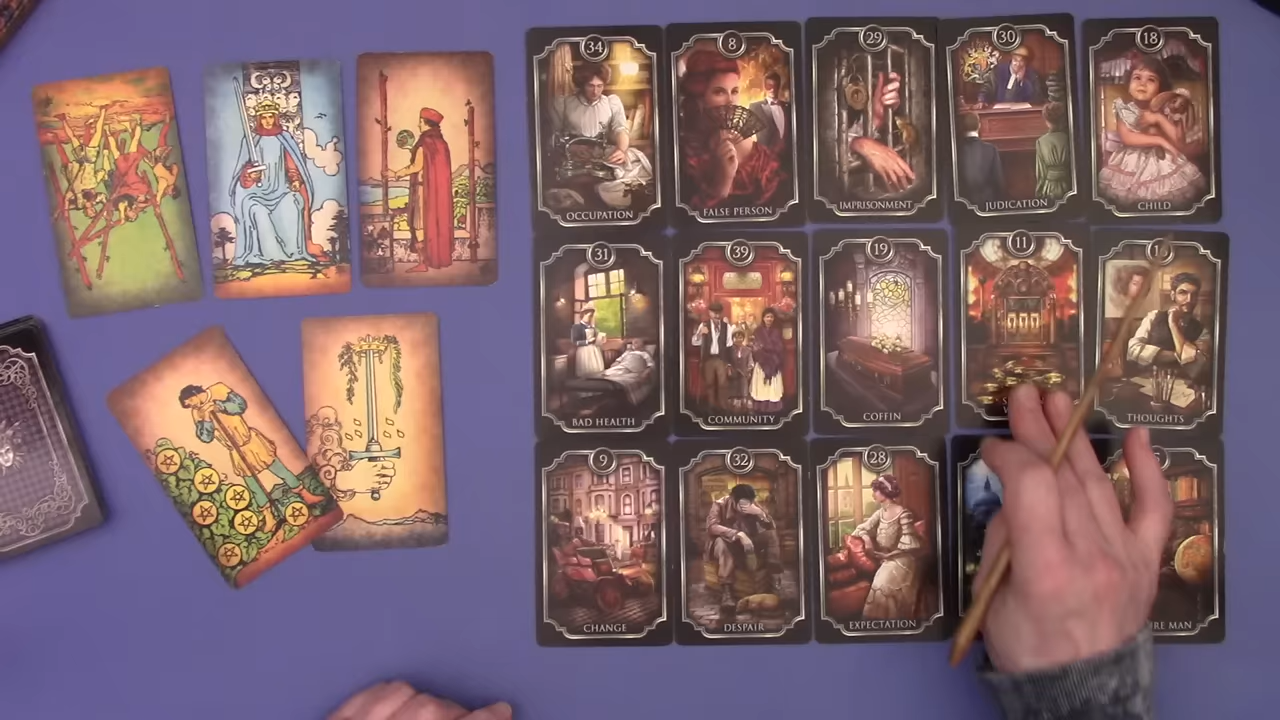 34
OCCUPATION
8
FALSE PERSON
29
IMPRISONMENT
30
JUDICATION
18
CHILD
31
BAD HEALTH
39
COMMUNITY
19
COFFIN
11
THOUGHTS
9
CHANGE
32
DESPAIR
28
EXPECTATION
MAN